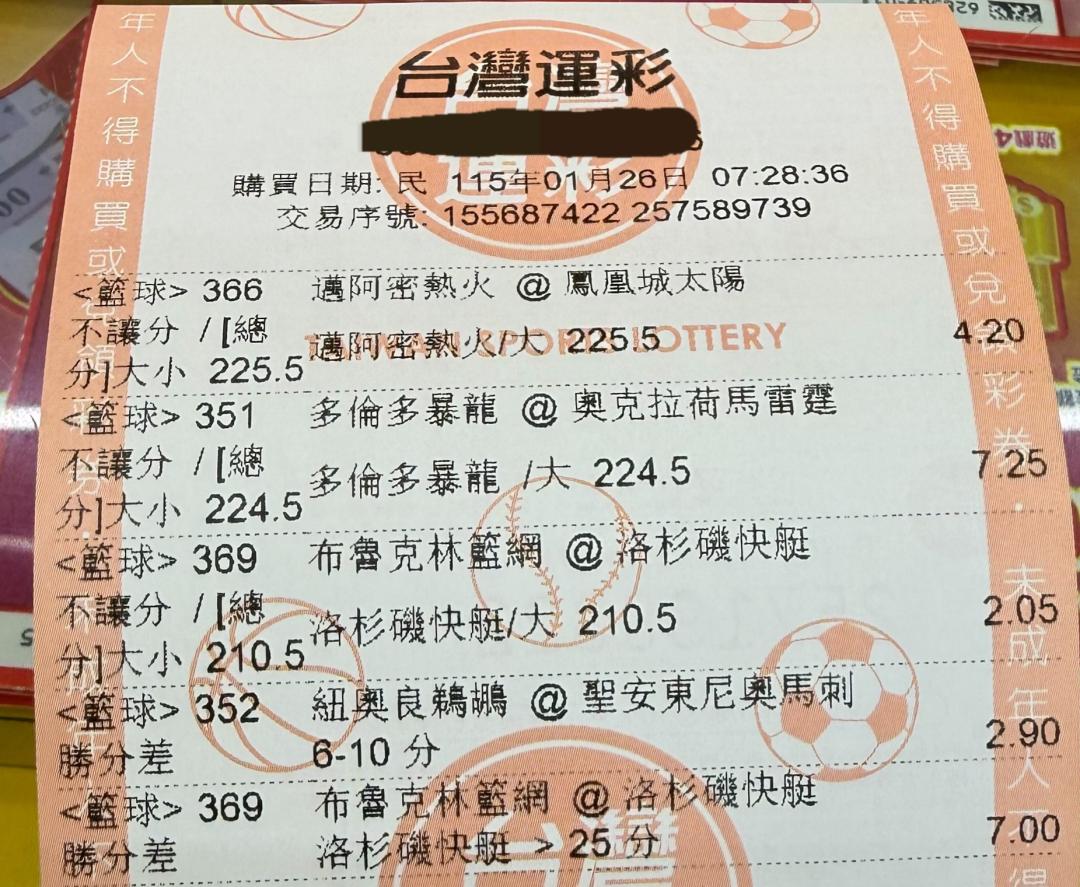 台灣運彩
購買日期: 民 115年01月26日 07:28:36
交易序號: 155687422 257589739
<籃球> 366 邁阿密熱火 @ 鳳凰城太陽
不讓分 / [總 邁阿密熱火/大 225.5 4.20
分]大小 225.5
TAIWAN SPORTS LOTTERY
<籃球> 351 多倫多暴龍 @ 奧克拉荷馬雷霆
不讓分 / [總 多倫多暴龍 /大 224.5 7.25
分]大小 224.5
<籃球> 369 布魯克林籃網 @ 洛杉磯快艇
不讓分 / [總 洛杉磯快艇/大 210.5 2.05
分]大小 210.5
<籃球> 352 紐奧良鵜鶘 @ 聖安東尼奧馬刺
勝分差 6-10 分 2.90
<籃球> 369 布魯克林籃網 @ 洛杉磯快艇
勝分差 洛杉磯快艇 > 25 分 7.00
年人不得購買或
年人不得購買或兌領彩券.未成年人不得
遊戲4